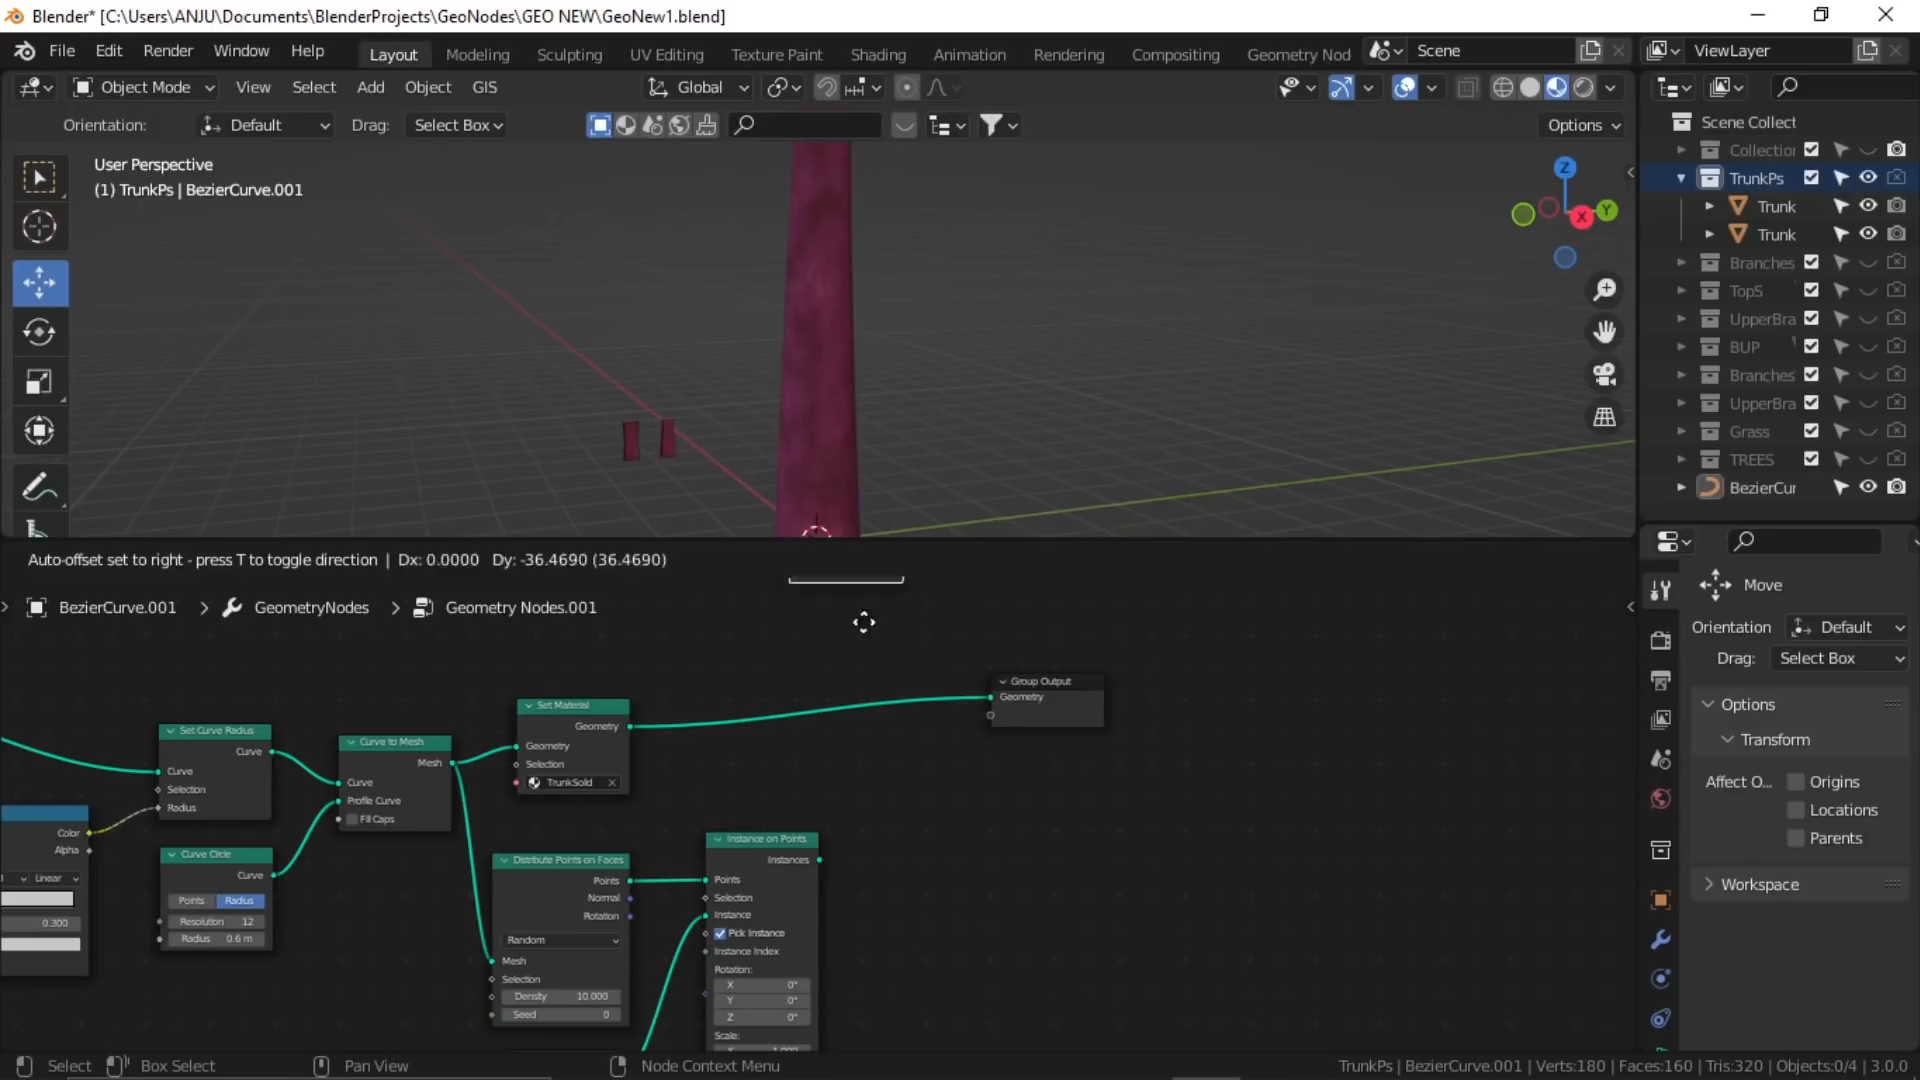 Blender* [C:\Users\ANJU\Documents\BlenderProjects\GeoNodes\GEO NEW\GeoNew1.blend]
File Edit Render Window Help Layout Modeling Sculpting UV Editing Texture Paint Shading Animation Rendering Compositing Geometry Nod Scene ViewLayer
Object Mode View Select Add Object GIS Global
Orientation: Default Drag: Select Box Options
User Perspective
(1) TrunkPs | BezierCurve.001
Z
X
Y
Scene Collect
Collection
TrunkPs
Trunk
Trunk
Branches
TopS
UpperBra
BUP
Branches
UpperBra
Grass
TREES
BezierCur
Auto-offset set to right - press T to toggle direction | Dx: 0.0000 Dy: -36.4690 (36.4690)
BezierCurve.001 > GeometryNodes > Geometry Nodes.001
Color
Alpha
Linear
0.300
Set Curve Radius
Curve
Curve
Selection
Radius
Curve Circle
Curve
Points Radius
Resolution 12
Radius 0.6 m
Curve to Mesh
Mesh
Curve
Profile Curve
Fill Caps
Set Material
Geometry
Geometry
Selection
TrunkSolid
Distribute Points on Faces
Points
Normal
Rotation
Random
Mesh
Selection
Density 10.000
Seed 0
Instance on Points
Instances
Points
Selection
Instance
Pick Instance
Instance Index
Rotation:
X 0°
Y 0°
Z 0°
Scale:
Group Output
Geometry
Move
Orientation Default
Drag: Select Box
Options
Transform
Affect O... Origins
Locations
Parents
Workspace
Select Box Select Pan View Node Context Menu TrunkPs | BezierCurve.001 | Verts:180 | Faces:160 | Tris:320 | Objects:0/4 | 3.0.0